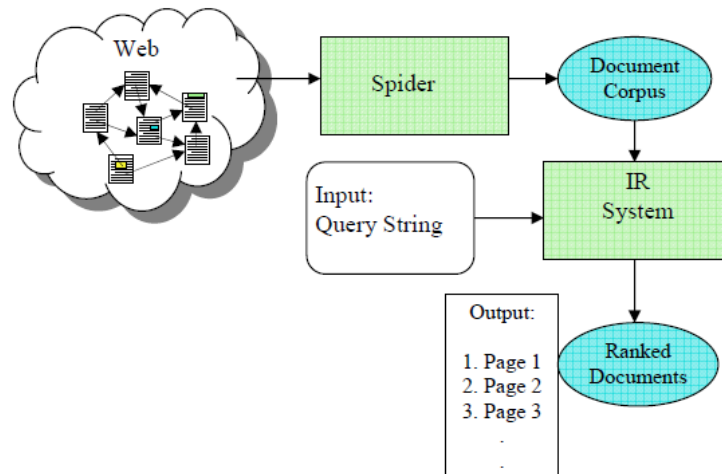 Web
Spider
Document
Corpus
Input:
Query String
IR
System
Output:
1. Page 1
2. Page 2
3. Page 3
.
.
Ranked
Documents